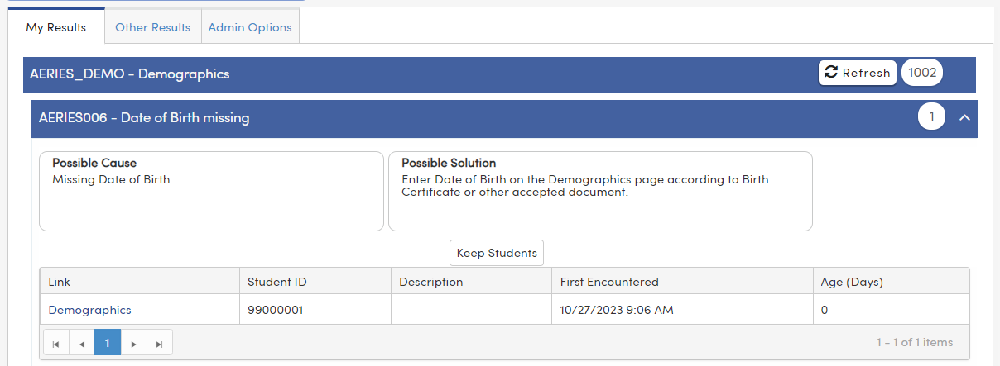 My Results
Other Results
Admin Options
AERIES_DEMO - Demographics
Refresh
1002
AERIES006 - Date of Birth missing
1
Possible Cause
Missing Date of Birth
Possible Solution
Enter Date of Birth on the Demographics page according to Birth
Certificate or other accepted document.
Keep Students
Link Student ID Description First Encountered Age (Days)
Demographics 99000001 10/27/2023 9:06 AM 0
1
1 - 1 of 1 items